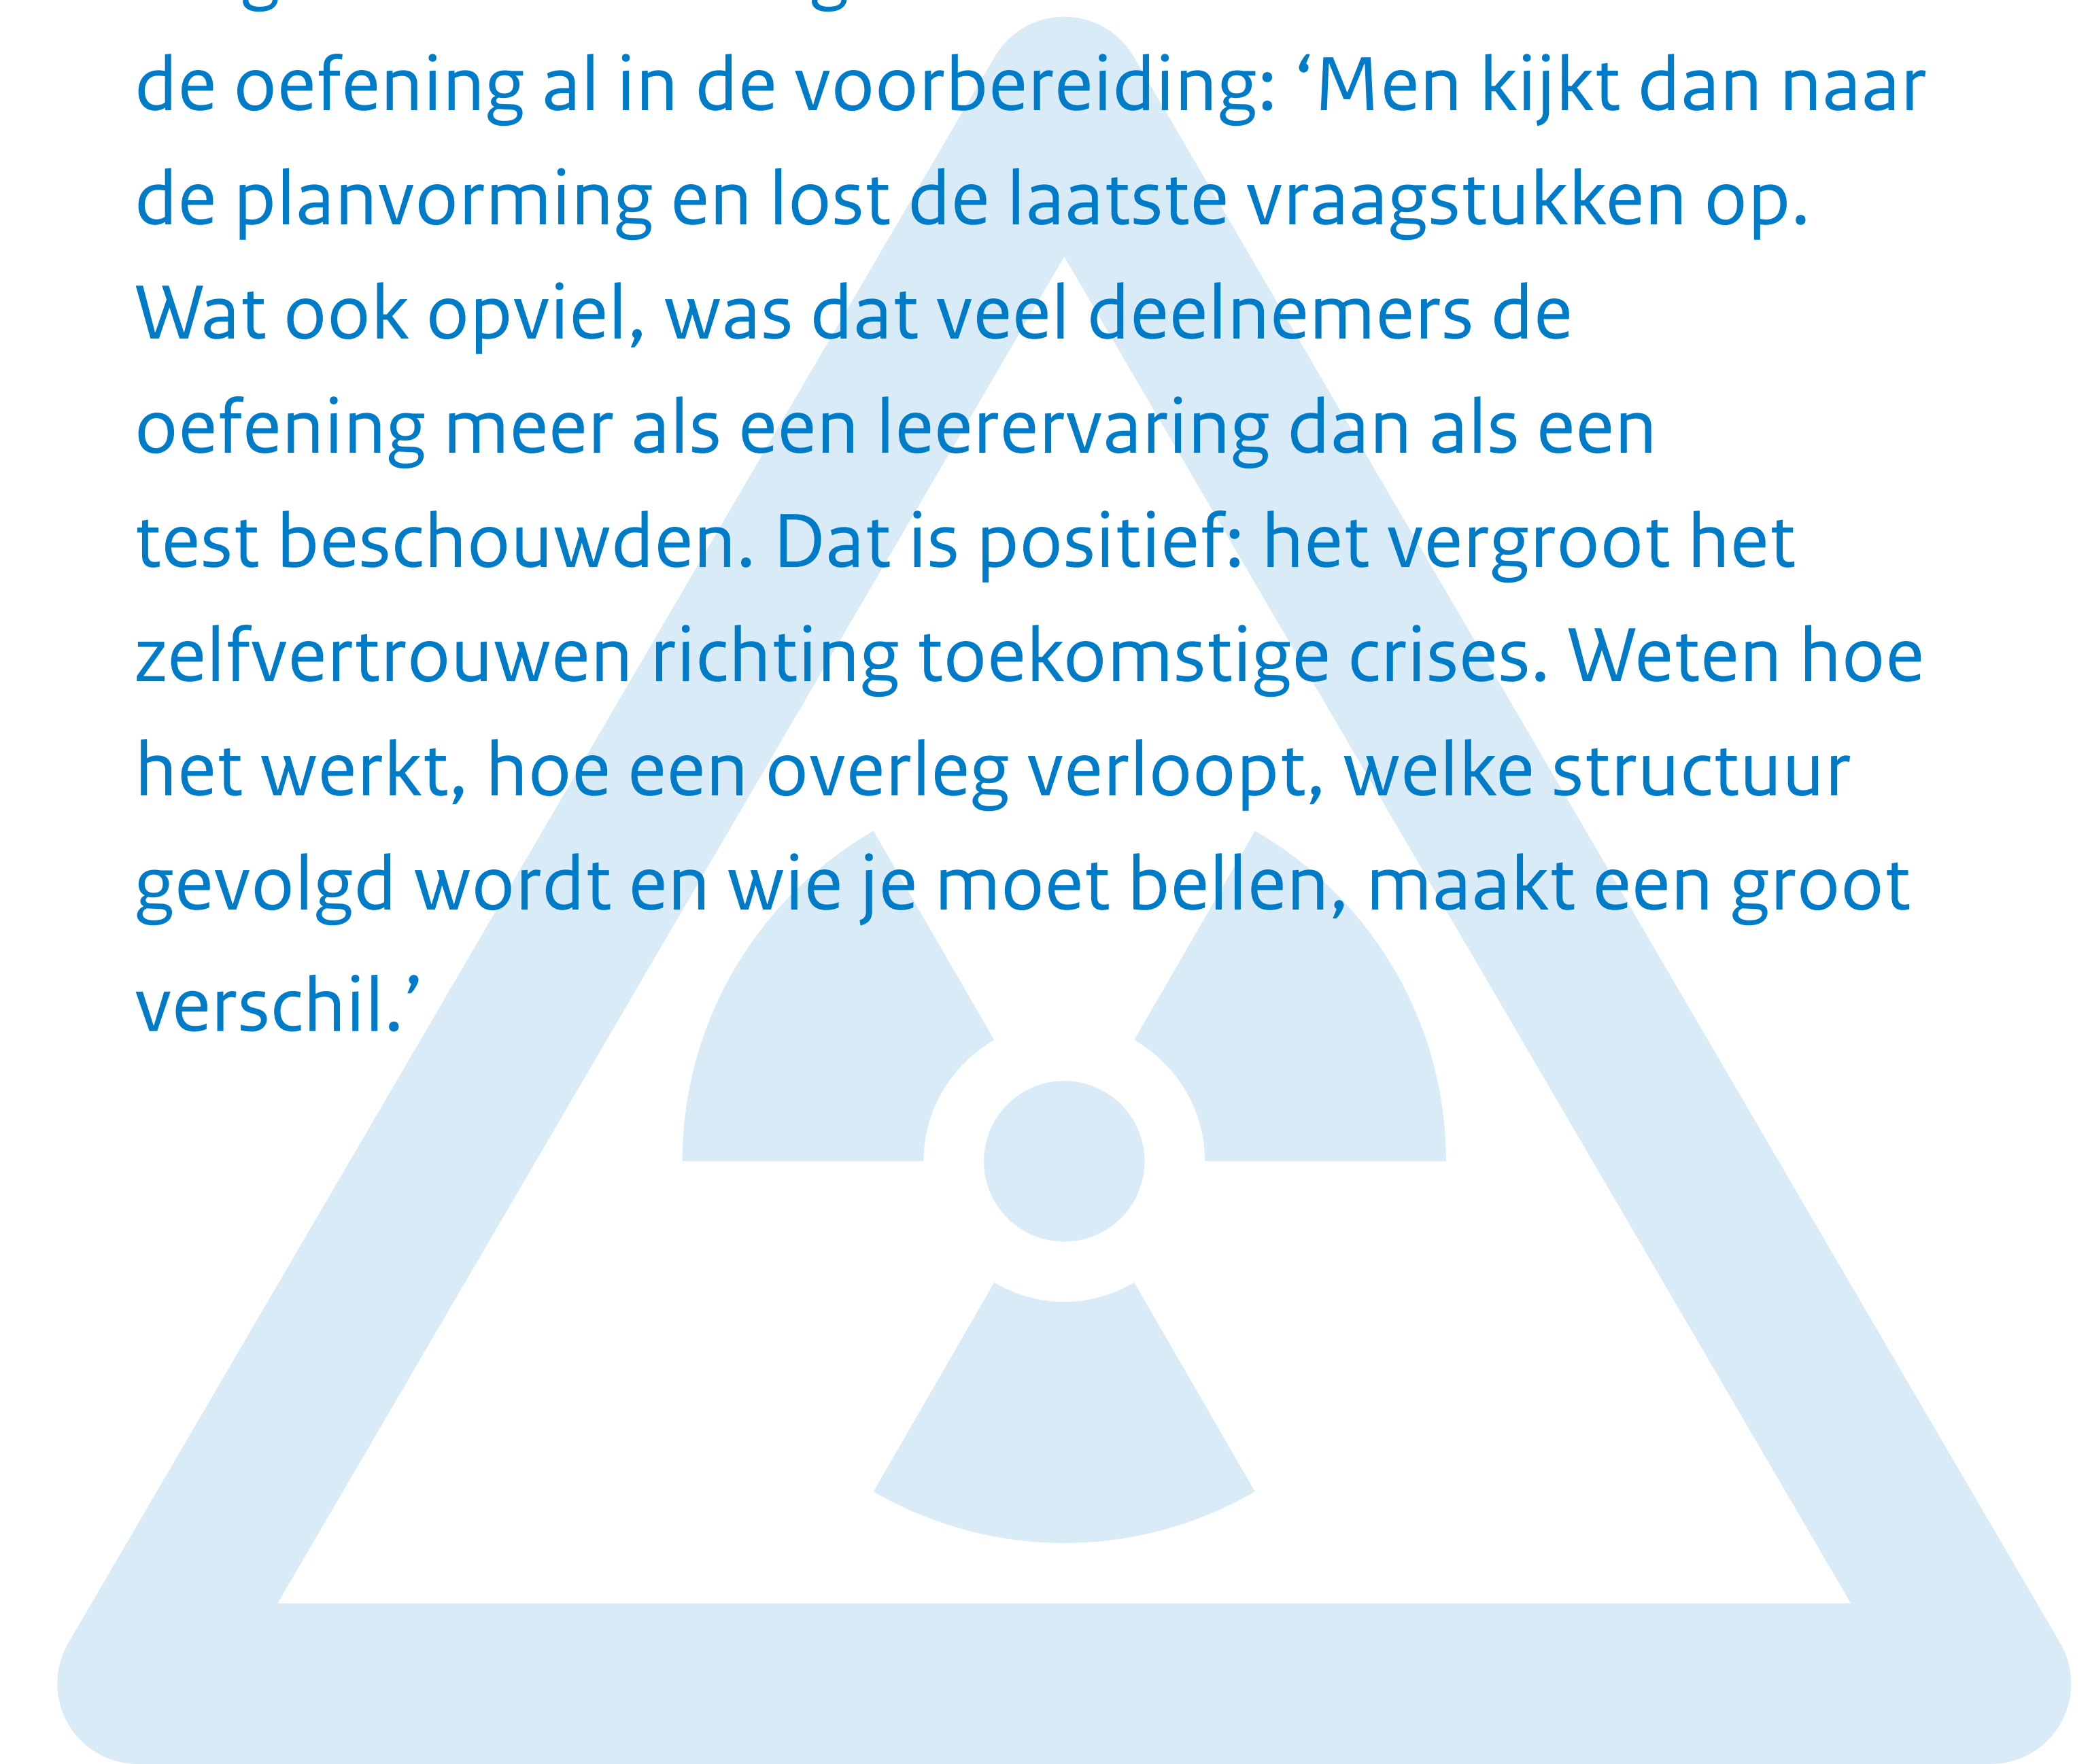 de oefening al in de voorbereiding: ‘Men kijkt dan naar
de planvorming en lost de laatste vraagstukken op.
Wat ook opviel, was dat veel deelnemers de
oefening meer als een leerervaring dan als een
test beschouwden. Dat is positief: het vergroot het
zelfvertrouwen richting toekomstige crises. Weten hoe
het werkt, hoe een overleg verloopt, welke structuur
gevolgd wordt en wie je moet bellen, maakt een groot
verschil.’